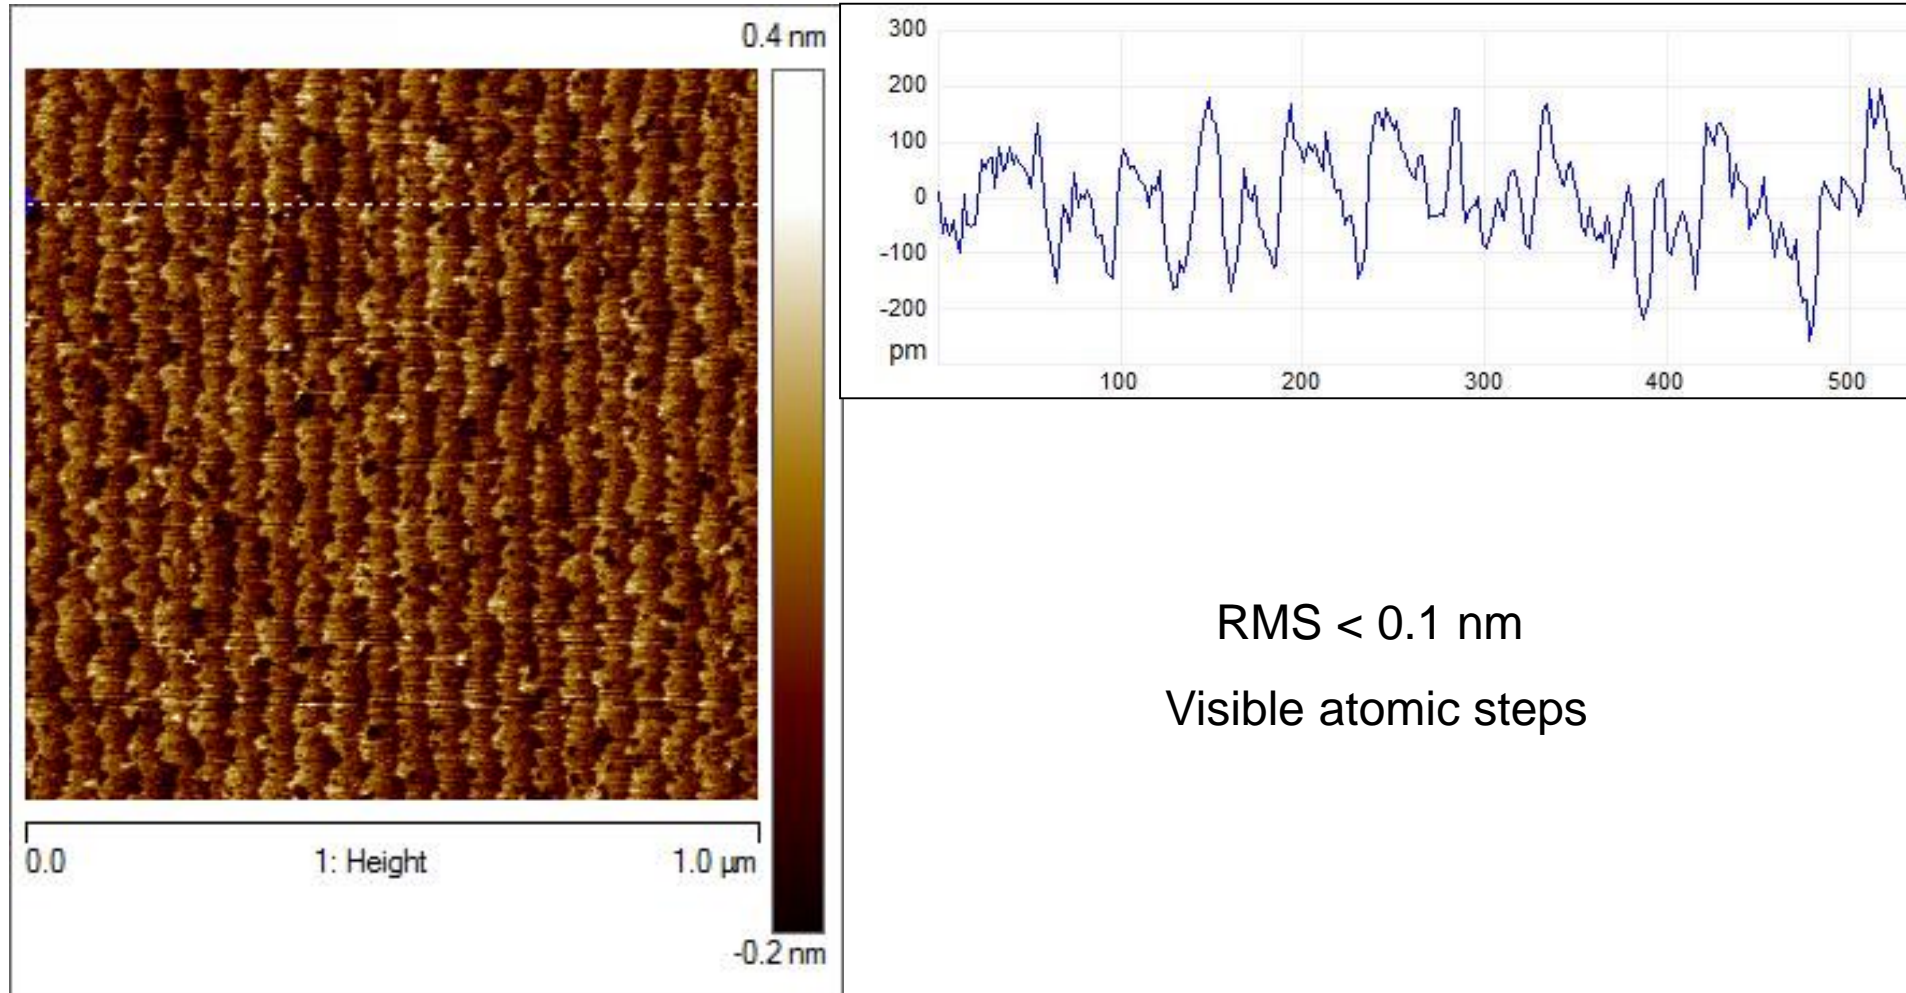 0.4 nm
0.0 1: Height 1.0 µm
-0.2 nm
300
200
100
0
-100
-200
pm
100 200 300 400 500
RMS < 0.1 nm
Visible atomic steps